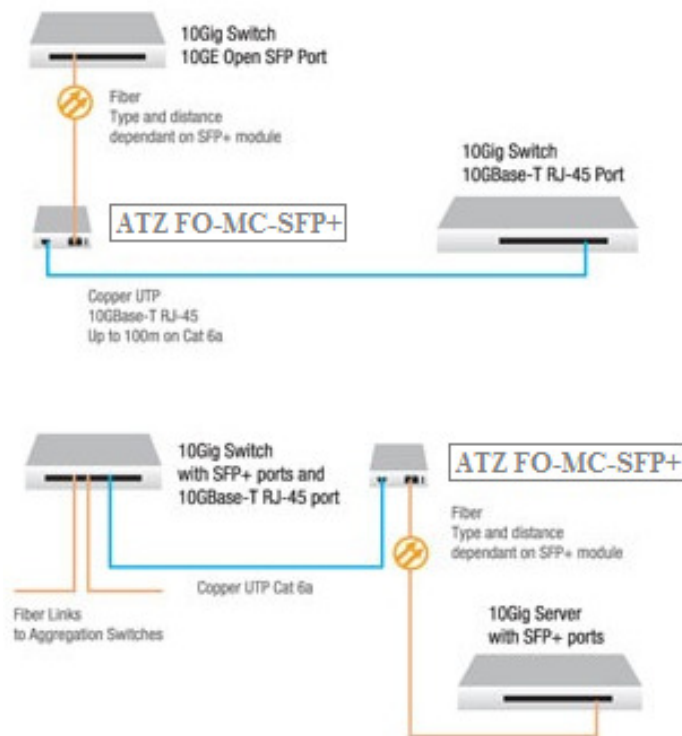 10Gig Switch
10GE Open SFP Port
Fiber
Type and distance
dependant on SFP+ module
10Gig Switch
10GBase-T RJ-45 Port
ATZ FO-MC-SFP+
Copper UTP
10GBase-T RJ-45
Up to 100m on Cat 6a
10Gig Switch
with SFP+ ports and
10GBase-T RJ-45 port
ATZ FO-MC-SFP+
Fiber
Type and distance
dependant on SFP+ module
Copper UTP Cat 6a
Fiber Links
to Aggregation Switches
10Gig Server
with SFP+ ports